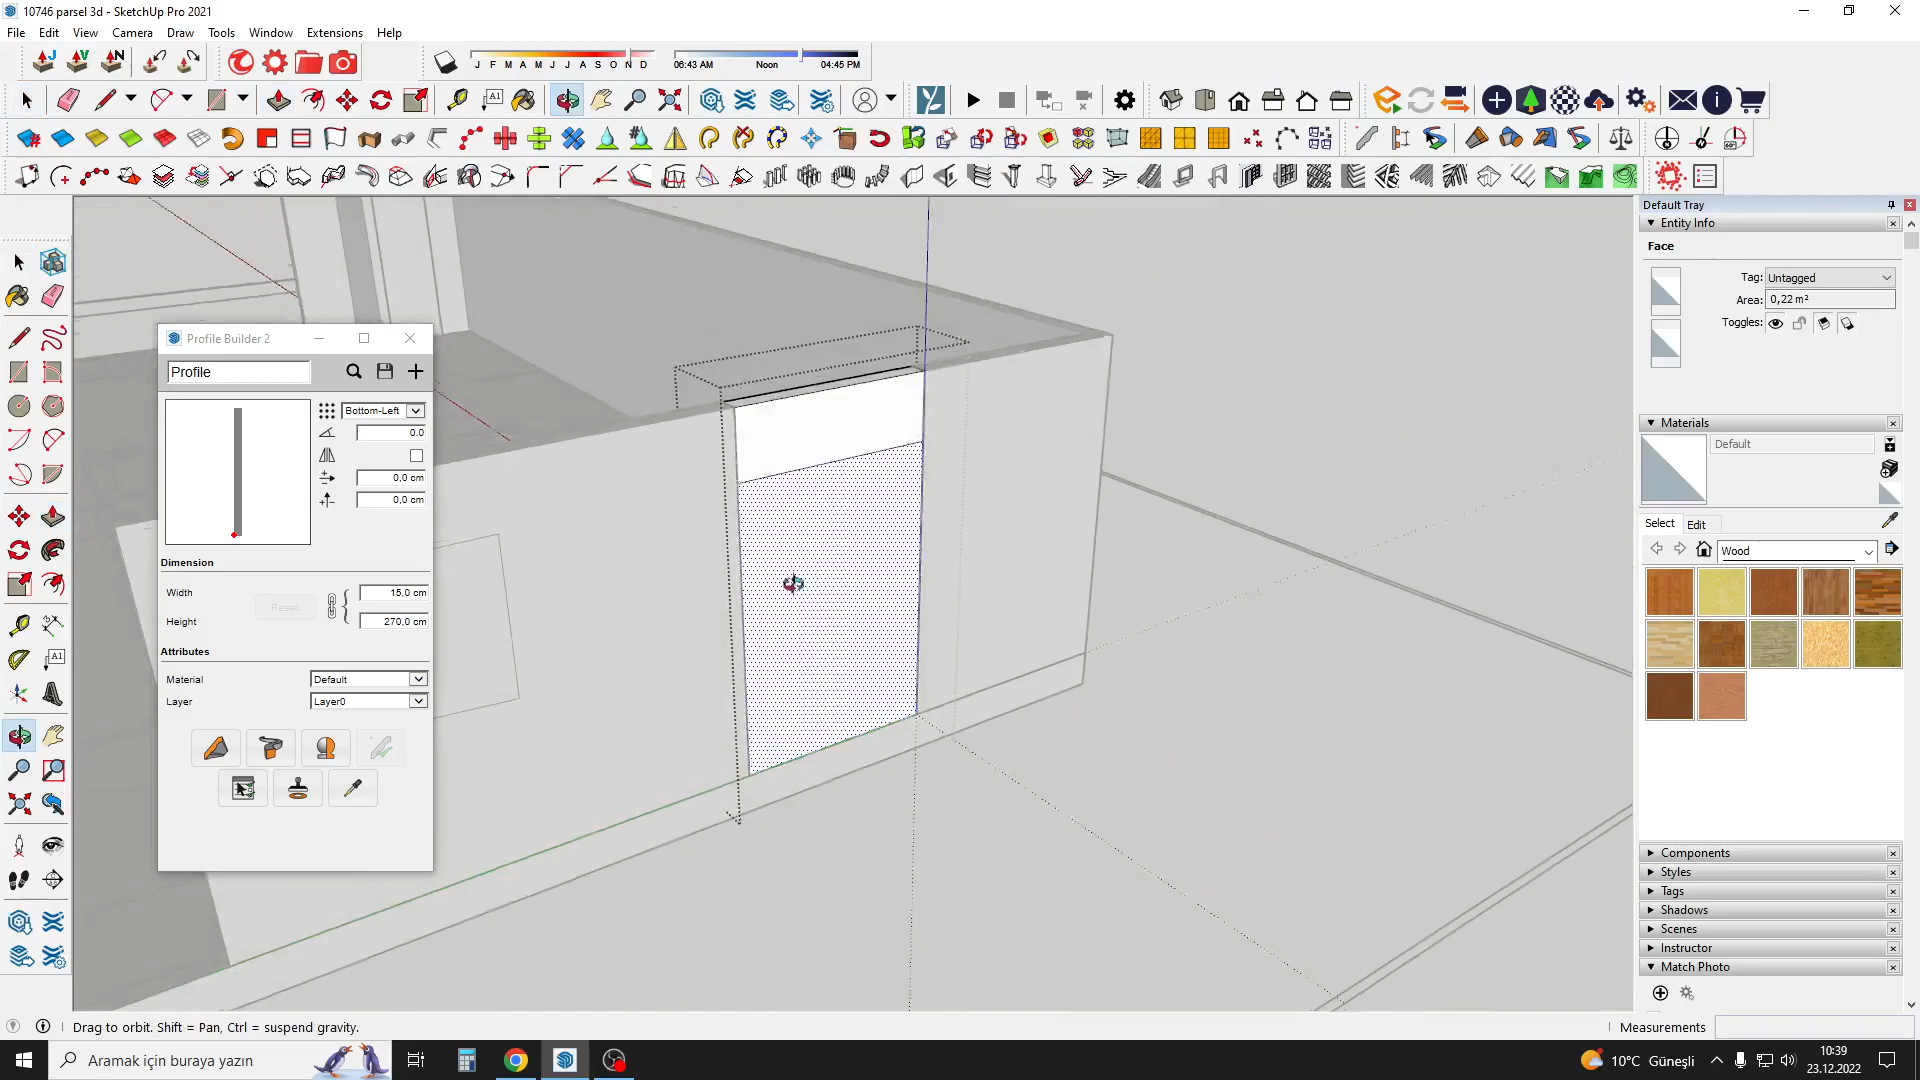 10746 parsel 3d - SketchUp Pro 2021
File Edit View Camera Draw Tools Window Extensions Help
J V N
J F M A M J J A S O N D
06:43 AM Noon 04:45 PM
A1
Default Tray
Entity Info
Face
Tag: Untagged
Area: 0,22 m²
Toggles:
Profile Builder 2
Profile
Bottom-Left
0.0
0,0 cm
0,0 cm
Dimension
Width 15,0 cm
Reset
Height 270,0 cm
Attributes
Material Default
Layer Layer0
A1
Materials
Default
Select Edit
Wood
Components
Styles
Tags
Shadows
Scenes
Instructor
Match Photo
Drag to orbit. Shift = Pan, Ctrl = suspend gravity.
Measurements
Aramak için buraya yazın
10°C Güneşli
10:39
23.12.2022